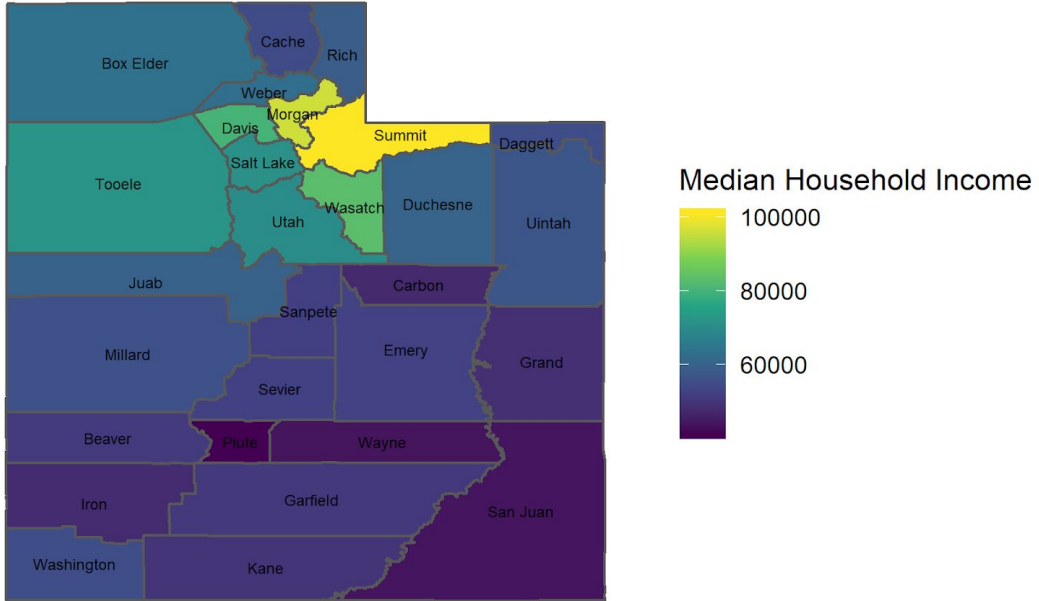 Cache
Rich
Box Elder
Weber
Morgan
Davis
Summit
Daggett
Salt Lake
Tooele
Wasatch
Duchesne
Utah
Uintah
Juab
Carbon
Sanpete
Millard
Emery
Grand
Sevier
Beaver
Piute
Wayne
Iron
Garfield
San Juan
Washington
Kane
Median Household Income
100000
80000
60000